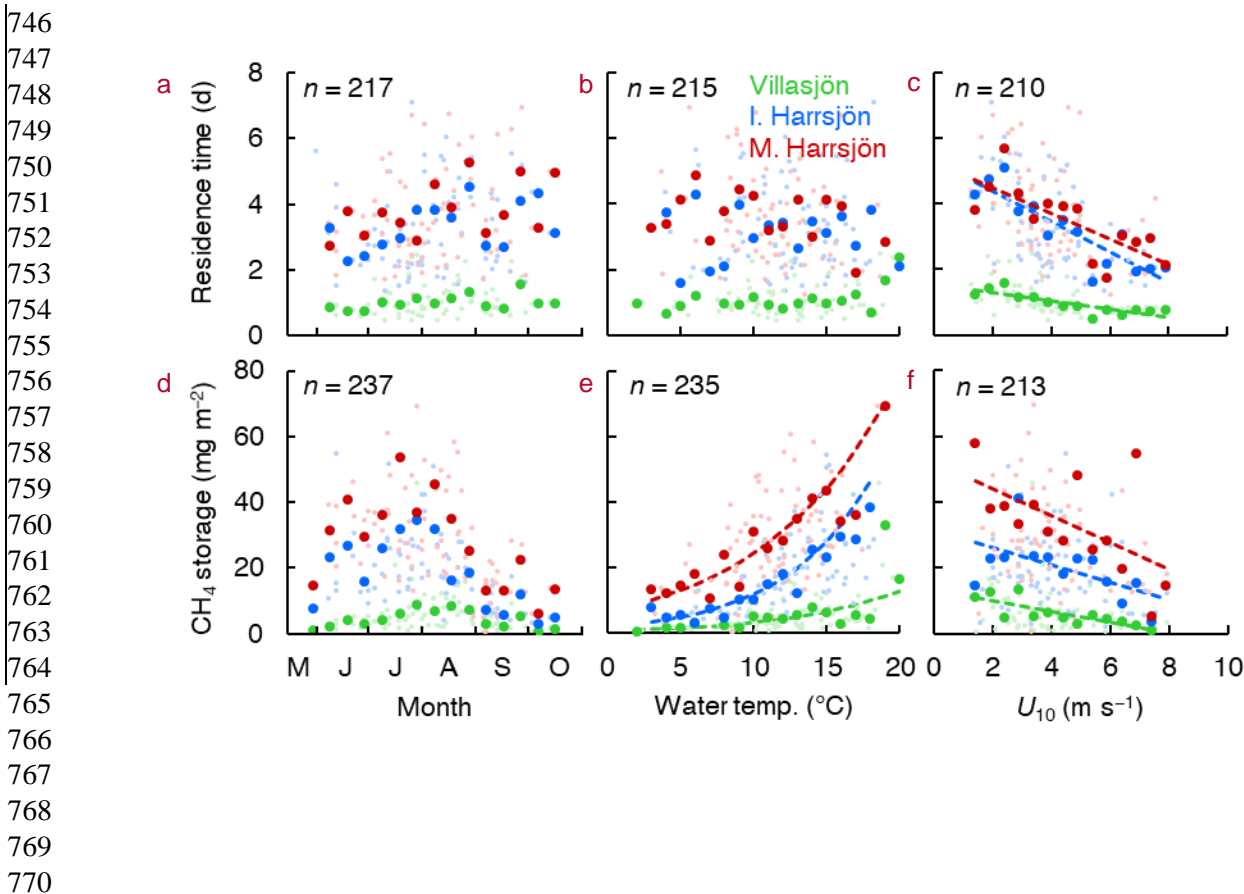 746
747
748
749
750
751
752
753
754
755
756
757
758
759
760
761
762
763
764
765
766
767
768
769
770
a
b
c
Residence time (d)
8
6
4
2
0
n = 217
n = 215
n = 210
Villasjön
I. Harrsjön
M. Harrsjön
d
e
f
CH₄ storage (mg m⁻²)
80
60
40
20
0
n = 237
n = 235
n = 213
M J J A S O
0 5 10 15 20
0 2 4 6 8 10
Month
Water temp. (°C)
U₁₀ (m s⁻¹)